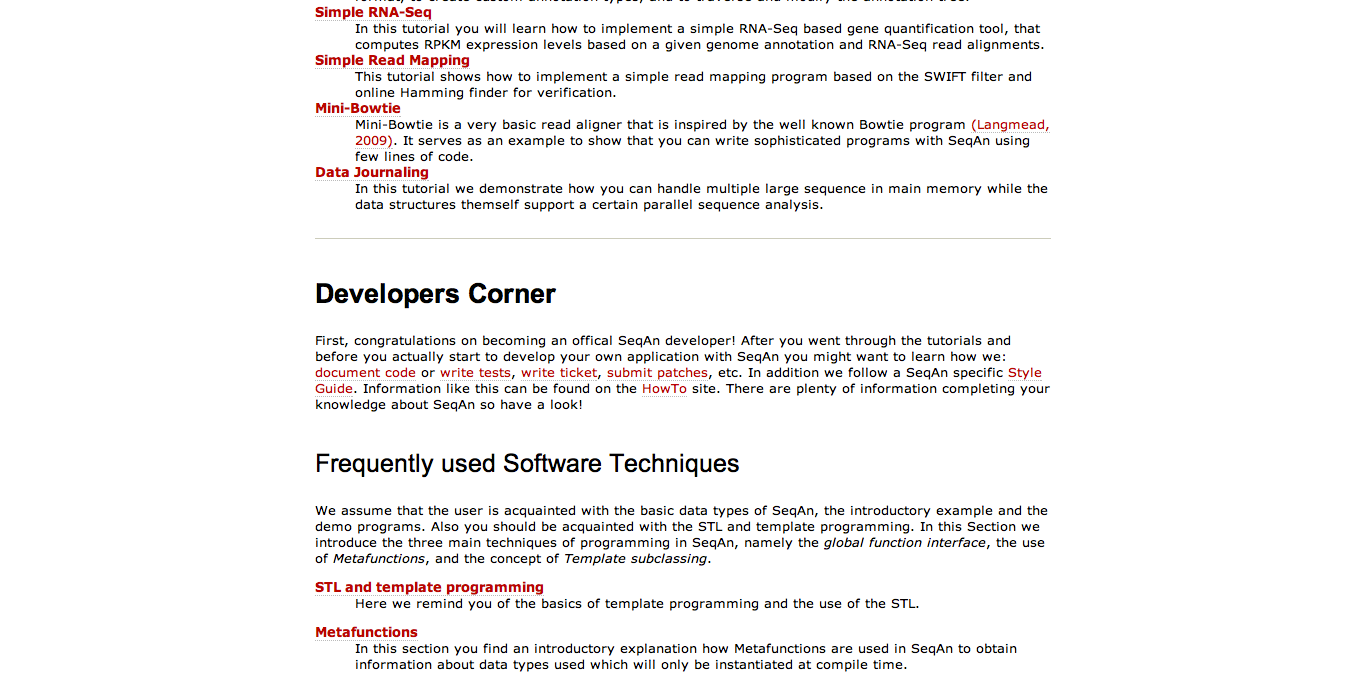 format, to create custom annotation types, and to traverse and modify the annotation tree.
Simple RNA-Seq
In this tutorial you will learn how to implement a simple RNA-Seq based gene quantification tool, that
computes RPKM expression levels based on a given genome annotation and RNA-Seq read alignments.
Simple Read Mapping
This tutorial shows how to implement a simple read mapping program based on the SWIFT filter and
online Hamming finder for verification.
Mini-Bowtie
Mini-Bowtie is a very basic read aligner that is inspired by the well known Bowtie program (Langmead,
2009). It serves as an example to show that you can write sophisticated programs with SeqAn using
few lines of code.
Data Journaling
In this tutorial we demonstrate how you can handle multiple large sequence in main memory while the
data structures themself support a certain parallel sequence analysis.
Developers Corner
First, congratulations on becoming an offical SeqAn developer! After you went through the tutorials and
before you actually start to develop your own application with SeqAn you might want to learn how we:
document code or write tests, write ticket, submit patches, etc. In addition we follow a SeqAn specific Style
Guide. Information like this can be found on the HowTo site. There are plenty of information completing your
knowledge about SeqAn so have a look!
Frequently used Software Techniques
We assume that the user is acquainted with the basic data types of SeqAn, the introductory example and the
demo programs. Also you should be acquainted with the STL and template programming. In this Section we
introduce the three main techniques of programming in SeqAn, namely the global function interface, the use
of Metafunctions, and the concept of Template subclassing.
STL and template programming
Here we remind you of the basics of template programming and the use of the STL.
Metafunctions
In this section you find an introductory explanation how Metafunctions are used in SeqAn to obtain
information about data types used which will only be instantiated at compile time.